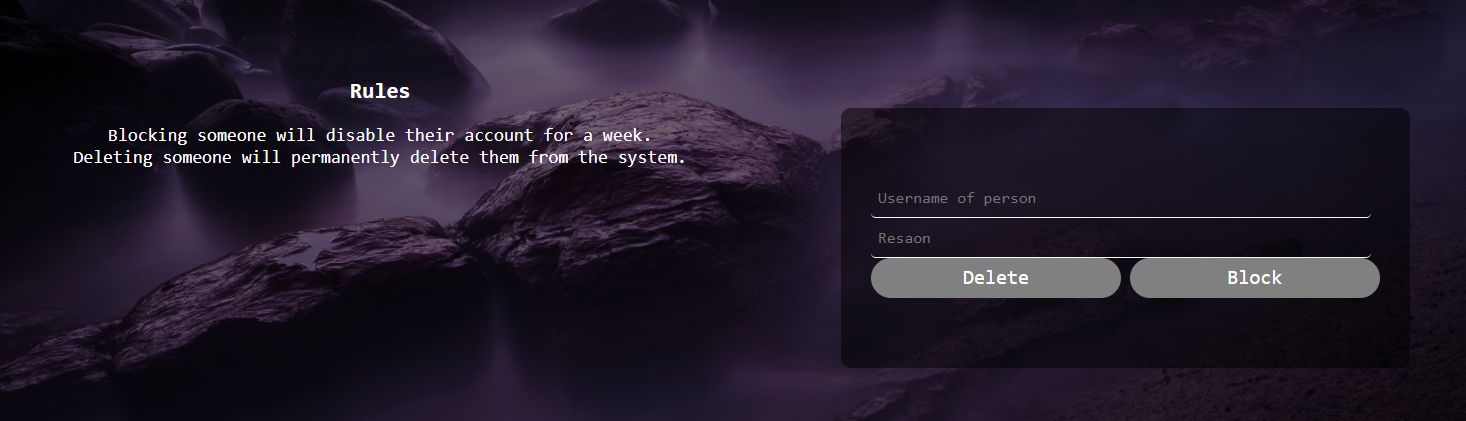 Rules
Blocking someone will disable their account for a week.
Deleting someone will permanently delete them from the system.
Username of person
Resaon
Delete
Block